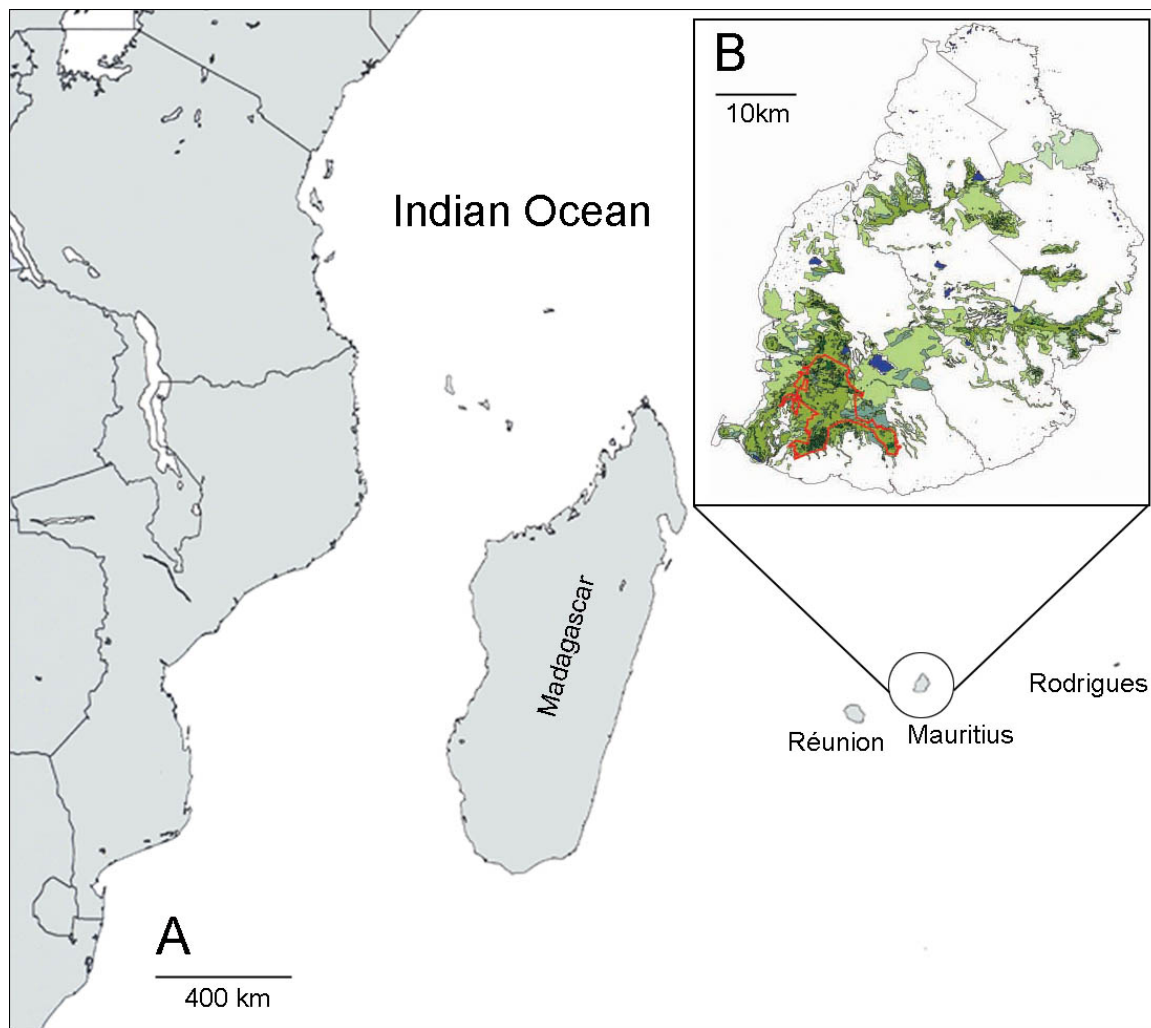 B
10km
Indian Ocean
Madagascar
Rodrigues
Réunion
Mauritius
A
400 km